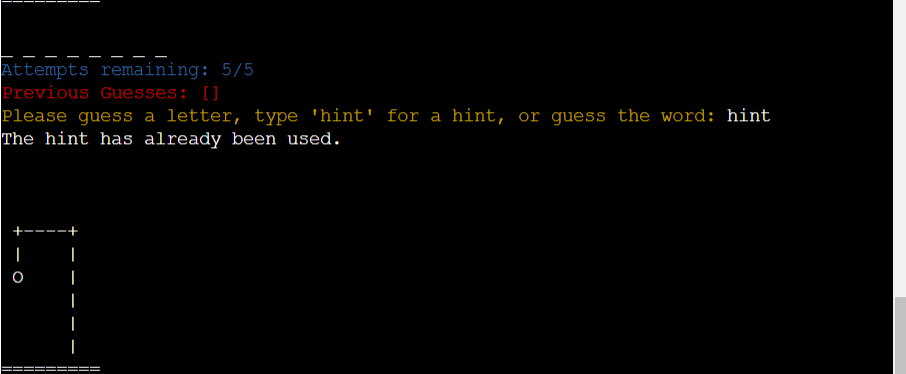 =========
_ _ _ _ _ _ _ _
Attempts remaining: 5/5
Previous Guesses: []
Please guess a letter, type 'hint' for a hint, or guess the word: hint
The hint has already been used.
 +----+
 |    |
 O    |
      |
      |
      |
=========